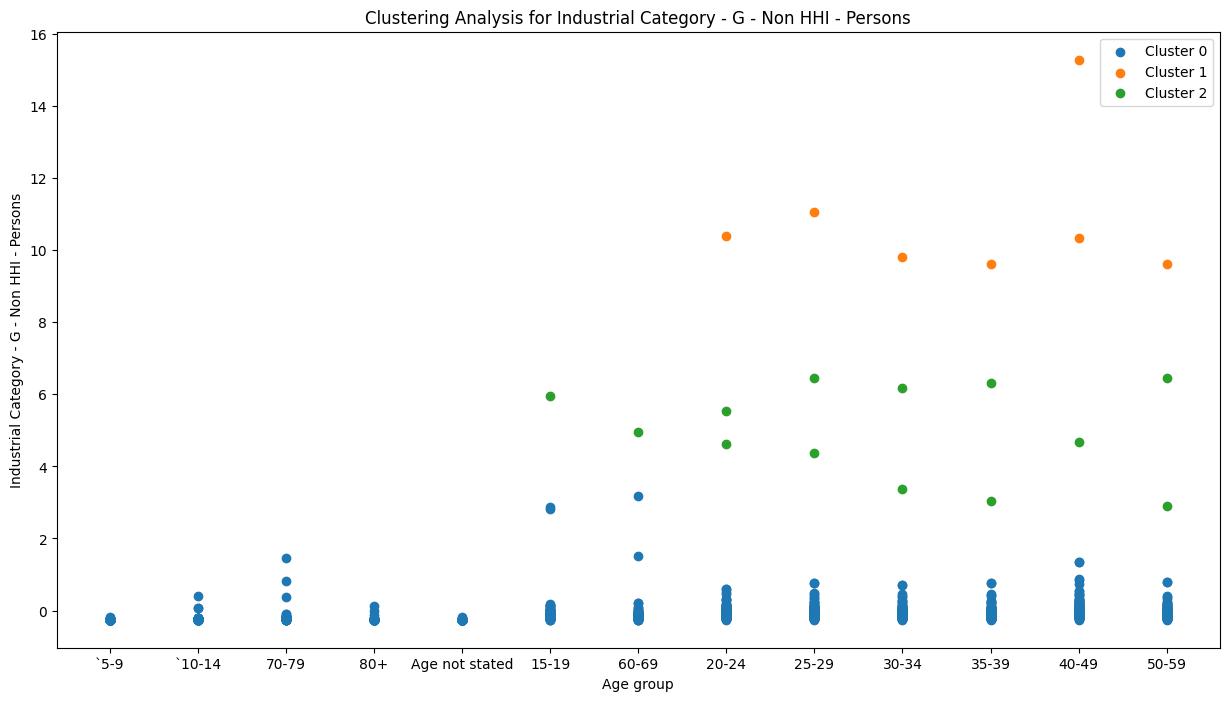 Clustering Analysis for Industrial Category - G - Non HHI - Persons
Cluster 0
Cluster 1
Cluster 2
Industrial Category - G - Non HHI - Persons
16
14
12
10
8
6
4
2
0
`5-9 `10-14 70-79 80+ Age not stated 15-19 60-69 20-24 25-29 30-34 35-39 40-49 50-59
Age group